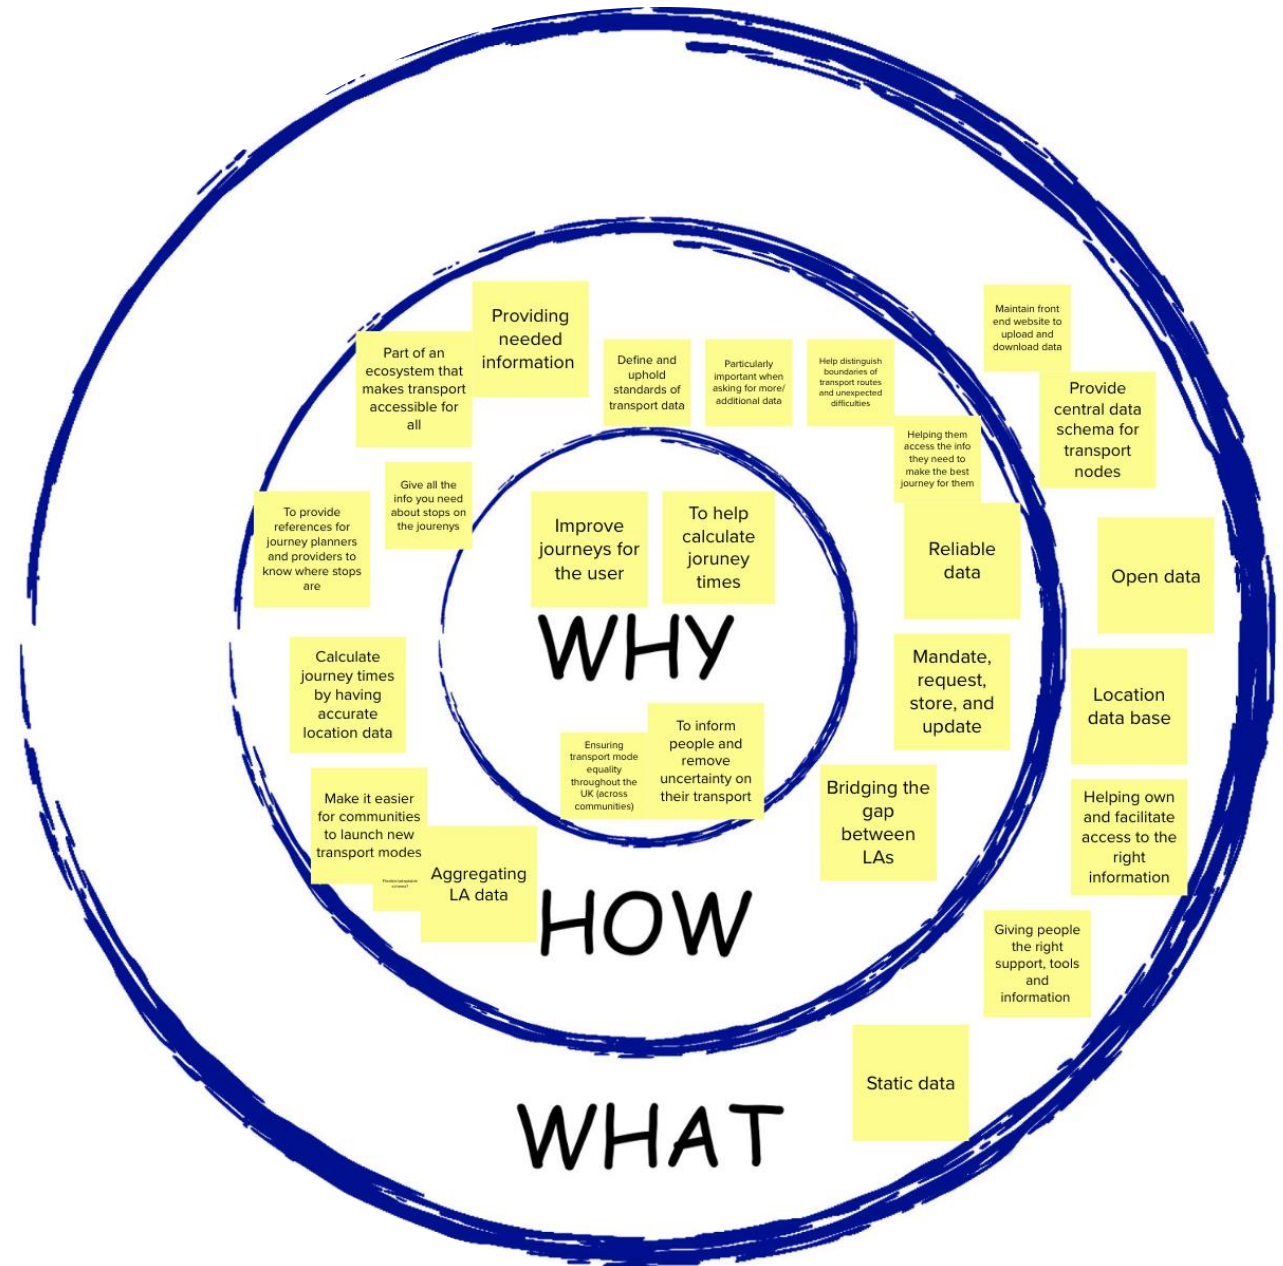 Providing
needed
information
Part of an
ecosystem that
makes transport
accessible for
all
Define and
uphold
standards of
transport data
Particularly
important when
asking for more/
additional data
Help distinguish
boundaries of
transport routes
and unexpected
difficulties
Maintain front
end website to
upload and
download data
Provide
central data
schema for
transport
nodes
Helping them
access the info
they need to
make the best
journey for them
Give all the
info you need
about stops on
the jourenys
To provide
references for
journey planners
and providers to
know where stops
are
Improve
journeys for
the user
To help
calculate
joruney
times
Reliable
data
Open data
WHY
Calculate
journey times
by having
accurate
location data
Mandate,
request,
store, and
update
Location
data base
Ensuring
transport mode
equality
throughout the
UK (across
communities)
To inform
people and
remove
uncertainty on
their transport
Make it easier
for communities
to launch new
transport modes
Bridging the
gap
between
LAs
Helping own
and facilitate
access to the
right
information
Aggregating
LA data
HOW
Giving people
the right
support, tools
and
information
Static data
WHAT